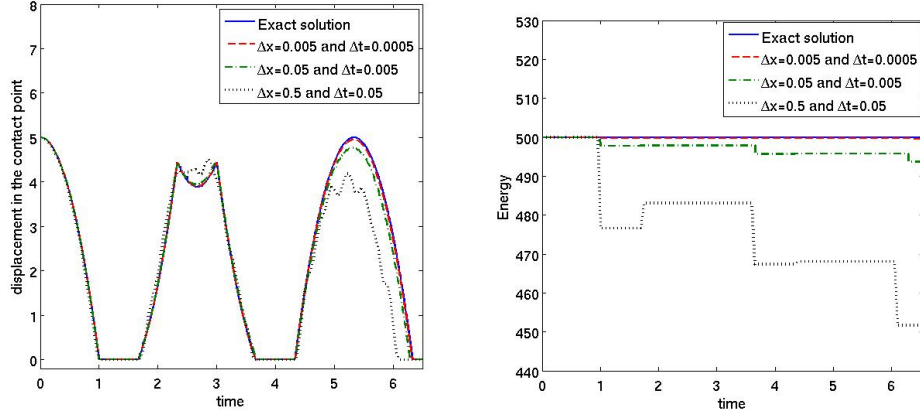 8
7
6
5
4
3
2
1
0
displacement in the contact point
Exact solution
Δx=0.005 and Δt=0.0005
Δx=0.05 and Δt=0.005
Δx=0.5 and Δt=0.05
0 1 2 3 4 5 6
time
530
520
510
500
490
480
470
460
450
440
Energy
Exact solution
Δx=0.005 and Δt=0.0005
Δx=0.05 and Δt=0.005
Δx=0.5 and Δt=0.05
0 1 2 3 4 5 6
time